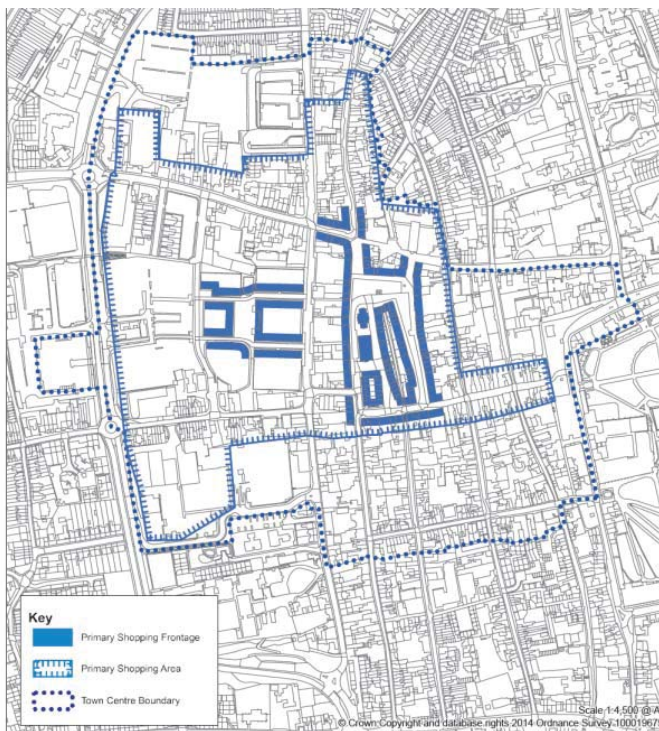 Key
Primary Shopping Frontage
Primary Shopping Area
Town Centre Boundary
Scale 1:4,500 @ A
© Crown Copyright and database rights 2014 Ordnance Survey 100019675